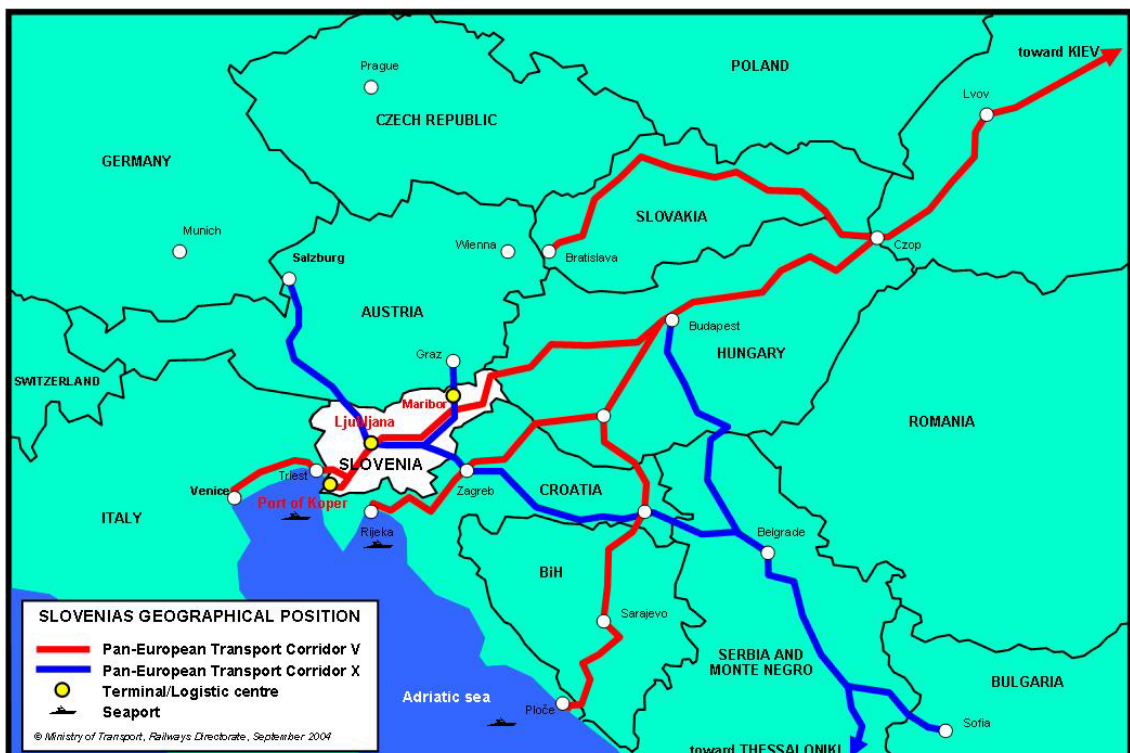 toward KIEV
POLAND
Prague
Lvov
CZECH REPUBLIC
GERMANY
SLOVAKIA
Munich
Wienna
Bratislava
Czop
Salzburg
AUSTRIA
Budapest
Graz
HUNGARY
SWITZERLAND
Maribor
ROMANIA
Ljubljana
SLOVENIA
Triest
Zagreb
CROATIA
Venice
Port of Koper
ITALY
Rijeka
Belgrade
BiH
Sarajevo
SERBIA AND
MONTE NEGRO
BULGARIA
Adriatic sea
Ploče
Sofia
toward THESSALONIKI
SLOVENIAS GEOGRAPHICAL POSITION
Pan-European Transport Corridor V
Pan-European Transport Corridor X
Terminal/Logistic centre
Seaport
© Ministry of Transport, Railways Directorate, September 2004